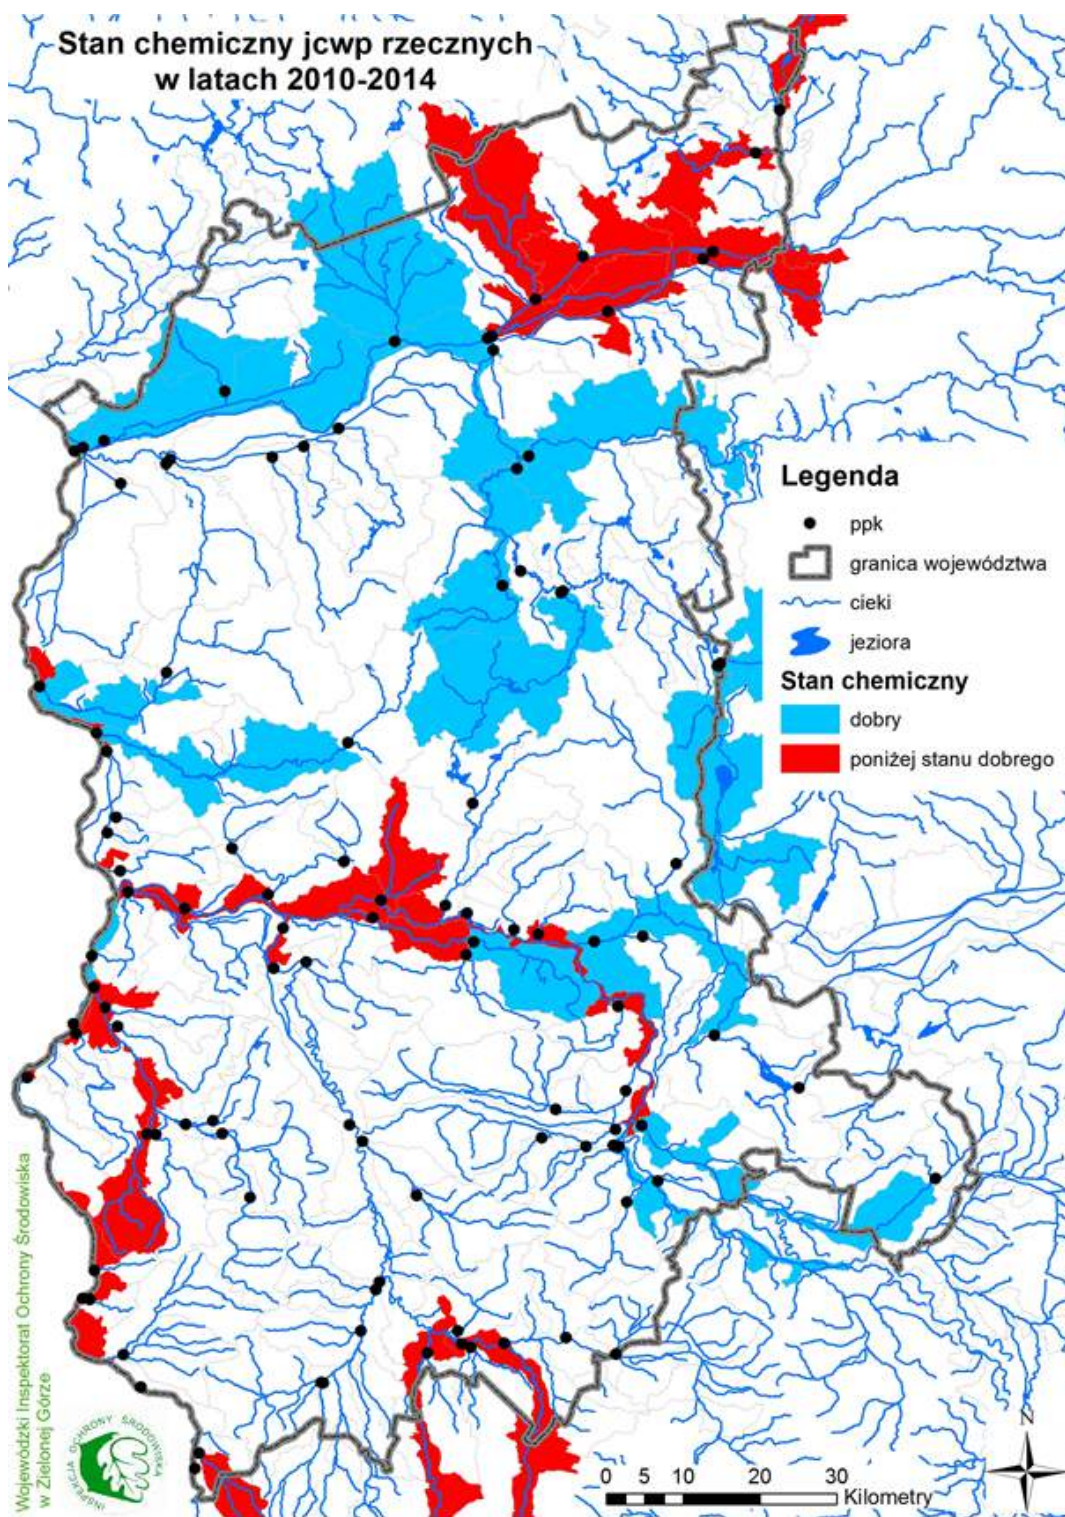 Stan chemiczny jcwp rzecznych
w latach 2010-2014
Legenda
ppk
granica województwa
cieki
jeziora
Stan chemiczny
dobry
poniżej stanu dobrego
N
0 5 10 20 30
Kilometry
Wojewódzki Inspektorat Ochrony Środowiska
w Zielonej Górze
INSPEKCJA OCHRONY ŚRODOWISKA